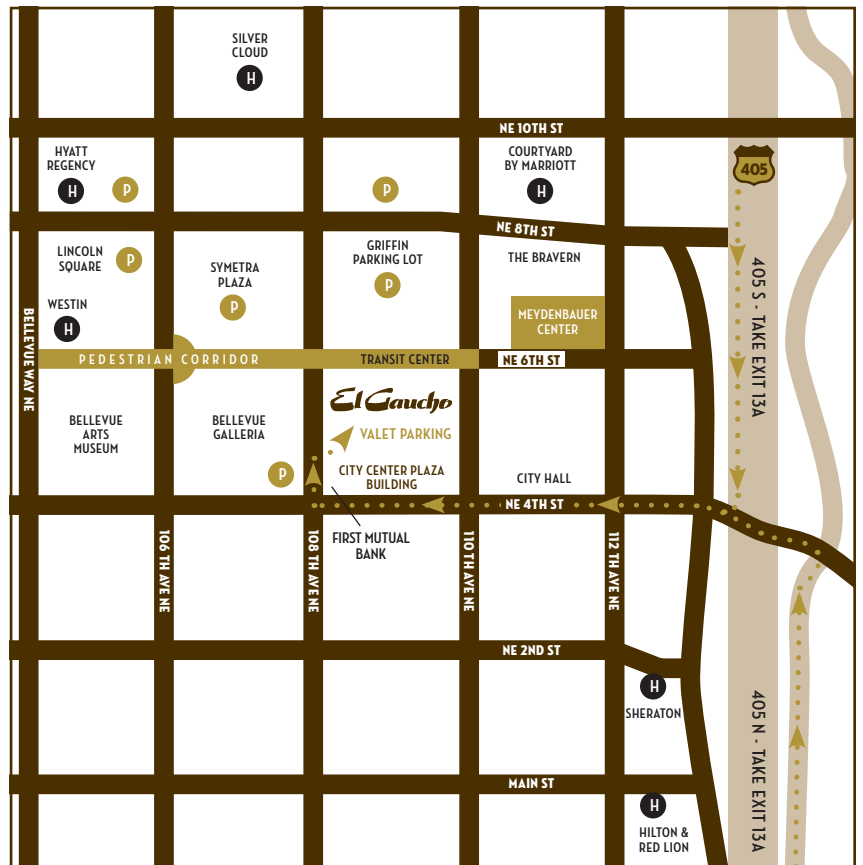 SILVER
CLOUD
H
NE 10TH ST
HYATT
REGENCY
H
P
P
COURTYARD
BY MARRIOTT
H
405
NE 8TH ST
LINCOLN
SQUARE
P
SYMETRA
PLAZA
P
GRIFFIN
PARKING LOT
P
THE BRAVERN
WESTIN
H
MEYDENBAUER
CENTER
BELLEVUE WAY NE
PEDESTRIAN CORRIDOR
TRANSIT CENTER
NE 6TH ST
405 S - TAKE EXIT 13A
El Gaucho
VALET PARKING
BELLEVUE
ARTS
MUSEUM
BELLEVUE
GALLERIA
P
CITY CENTER PLAZA
BUILDING
CITY HALL
NE 4TH ST
FIRST MUTUAL
BANK
106 TH AVE NE
108 TH AVE NE
110 TH AVE NE
112 TH AVE NE
NE 2ND ST
H
SHERATON
405 N - TAKE EXIT 13A
MAIN ST
H
HILTON &
RED LION